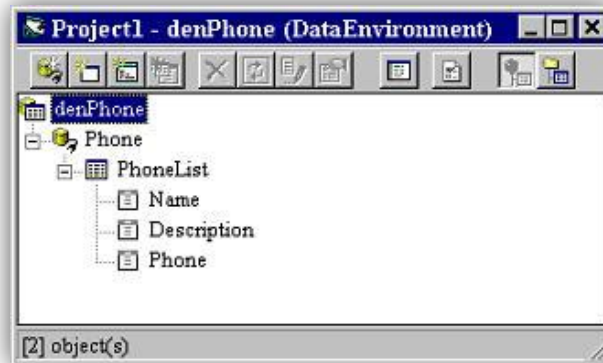 Project1 - denPhone (DataEnvironment)
denPhone
Phone
PhoneList
Name
Description
Phone
[2] object(s)